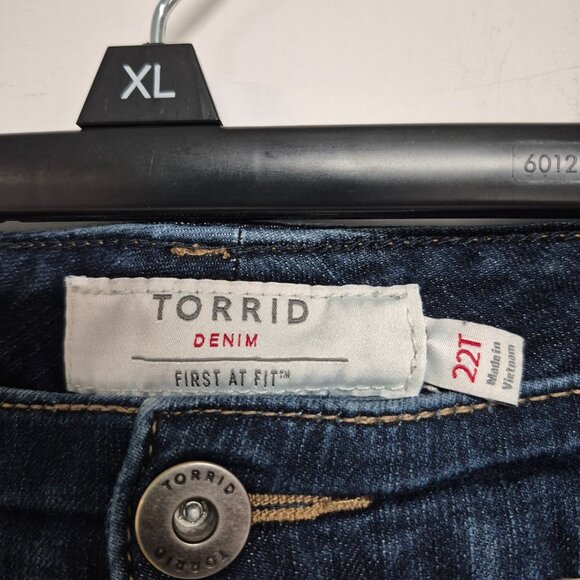 XL
6012
TORRID
DENIM
FIRST AT FIT™
22T
Made in
Vietnam
TORRID
TORRID